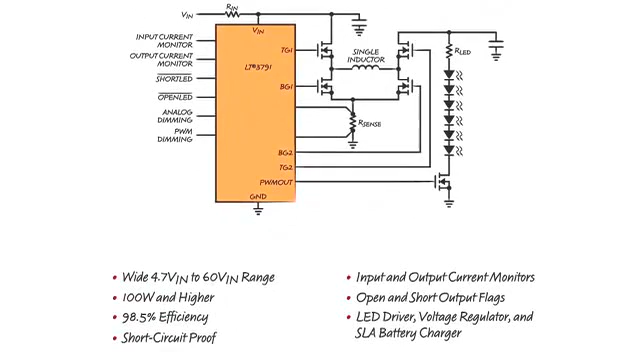 VIN
RIN
VIN
INPUT CURRENT
MONITOR
OUTPUT CURRENT
MONITOR
SHORTLED
OPENLED
ANALOG
DIMMING
PWM
DIMMING
LT®3791
TG1
BG1
SINGLE
INDUCTOR
RSENSE
RLED
BG2
TG2
PWMOUT
GND
• Wide 4.7VIN to 60VIN Range
• 100W and Higher
• 98.5% Efficiency
• Short-Circuit Proof
• Input and Output Current Monitors
• Open and Short Output Flags
• LED Driver, Voltage Regulator, and
SLA Battery Charger